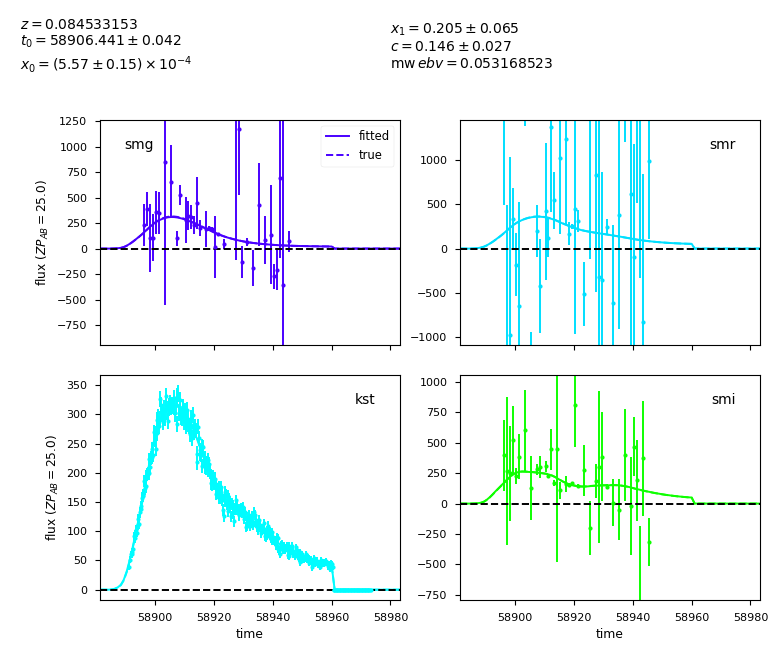 z = 0.084533153
t₀ = 58906.441 ± 0.042
x₀ = (5.57 ± 0.15) × 10⁻⁴
x₁ = 0.205 ± 0.065
c = 0.146 ± 0.027
mw ebv = 0.053168523
smg
fitted
true
1250
1000
750
500
250
0
−250
−500
−750
flux (ZP_AB = 25.0)
smr
1000
500
0
−500
−1000
kst
350
300
250
200
150
100
50
0
flux (ZP_AB = 25.0)
58900 58920 58940 58960 58980
time
smi
1000
750
500
250
0
−250
−500
−750
58900 58920 58940 58960 58980
time